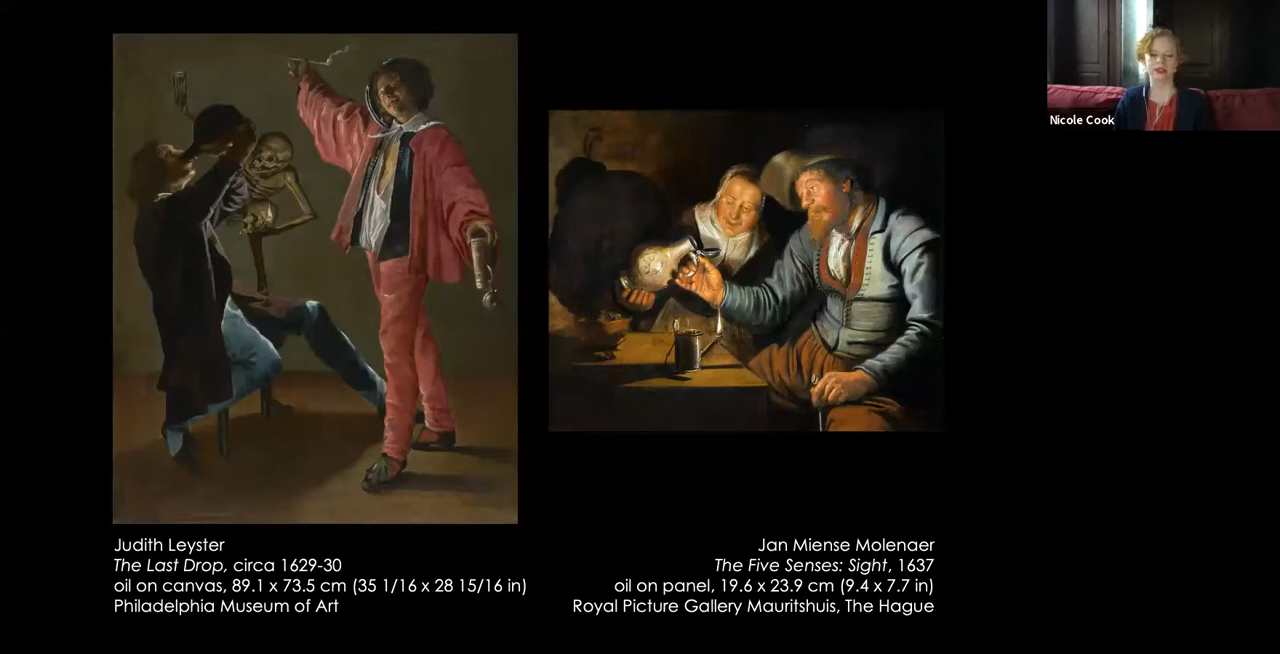 Nicole Cook
Judith Leyster
The Last Drop, circa 1629-30
oil on canvas, 89.1 x 73.5 cm (35 1/16 x 28 15/16 in)
Philadelphia Museum of Art
Jan Miense Molenaer
The Five Senses: Sight, 1637
oil on panel, 19.6 x 23.9 cm (9.4 x 7.7 in)
Royal Picture Gallery Mauritshuis, The Hague